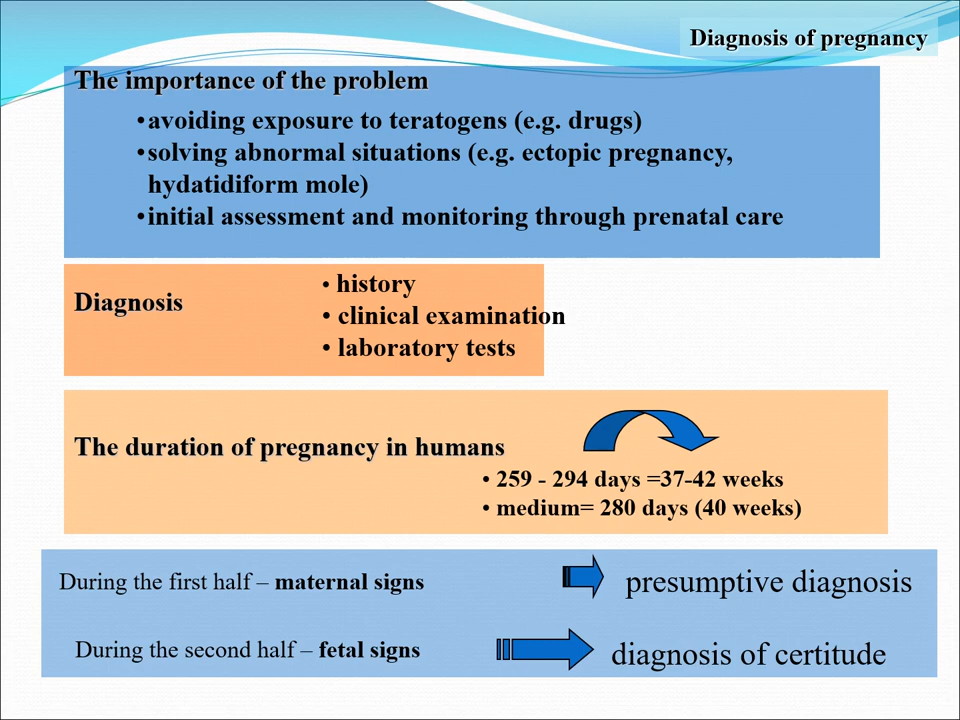 Diagnosis of pregnancy
The importance of the problem
•avoiding exposure to teratogens (e.g. drugs)
•solving abnormal situations (e.g. ectopic pregnancy,
hydatidiform mole)
•initial assessment and monitoring through prenatal care
Diagnosis
• history
• clinical examination
• laboratory tests
The duration of pregnancy in humans
• 259 - 294 days =37-42 weeks
• medium= 280 days (40 weeks)
During the first half – maternal signs
presumptive diagnosis
During the second half – fetal signs
diagnosis of certitude